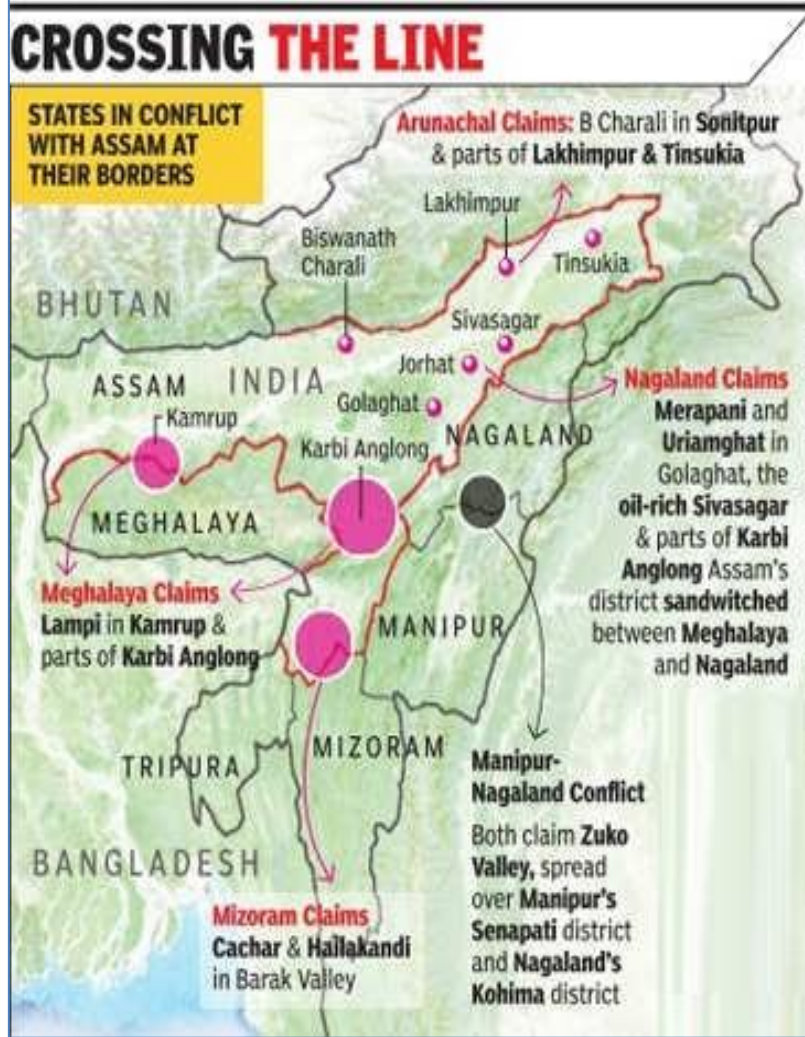 CROSSING THE LINE
STATES IN CONFLICT
WITH ASSAM AT
THEIR BORDERS
Arunachal Claims: B Charali in Sonitpur
& parts of Lakhimpur & Tinsukia
Lakhimpur
Biswanath
Charali
Tinsukia
BHUTAN
Sivasagar
Jorhat
ASSAM
INDIA
Golaghat
Kamrup
Karbi Anglong
NAGALAND
Nagaland Claims
Merapani and
Uriamghat in
Golaghat, the
oil-rich Sivasagar
& parts of Karbi
Anglong Assam's
district sandwitched
between Meghalaya
and Nagaland
MEGHALAYA
Meghalaya Claims
Lampi in Kamrup &
parts of Karbi Anglong
MANIPUR
TRIPURA
MIZORAM
BANGLADESH
Manipur-
Nagaland Conflict
Both claim Zuko
Valley, spread
over Manipur's
Senapati district
and Nagaland's
Kohima district
Mizoram Claims
Cachar & Hailakandi
in Barak Valley